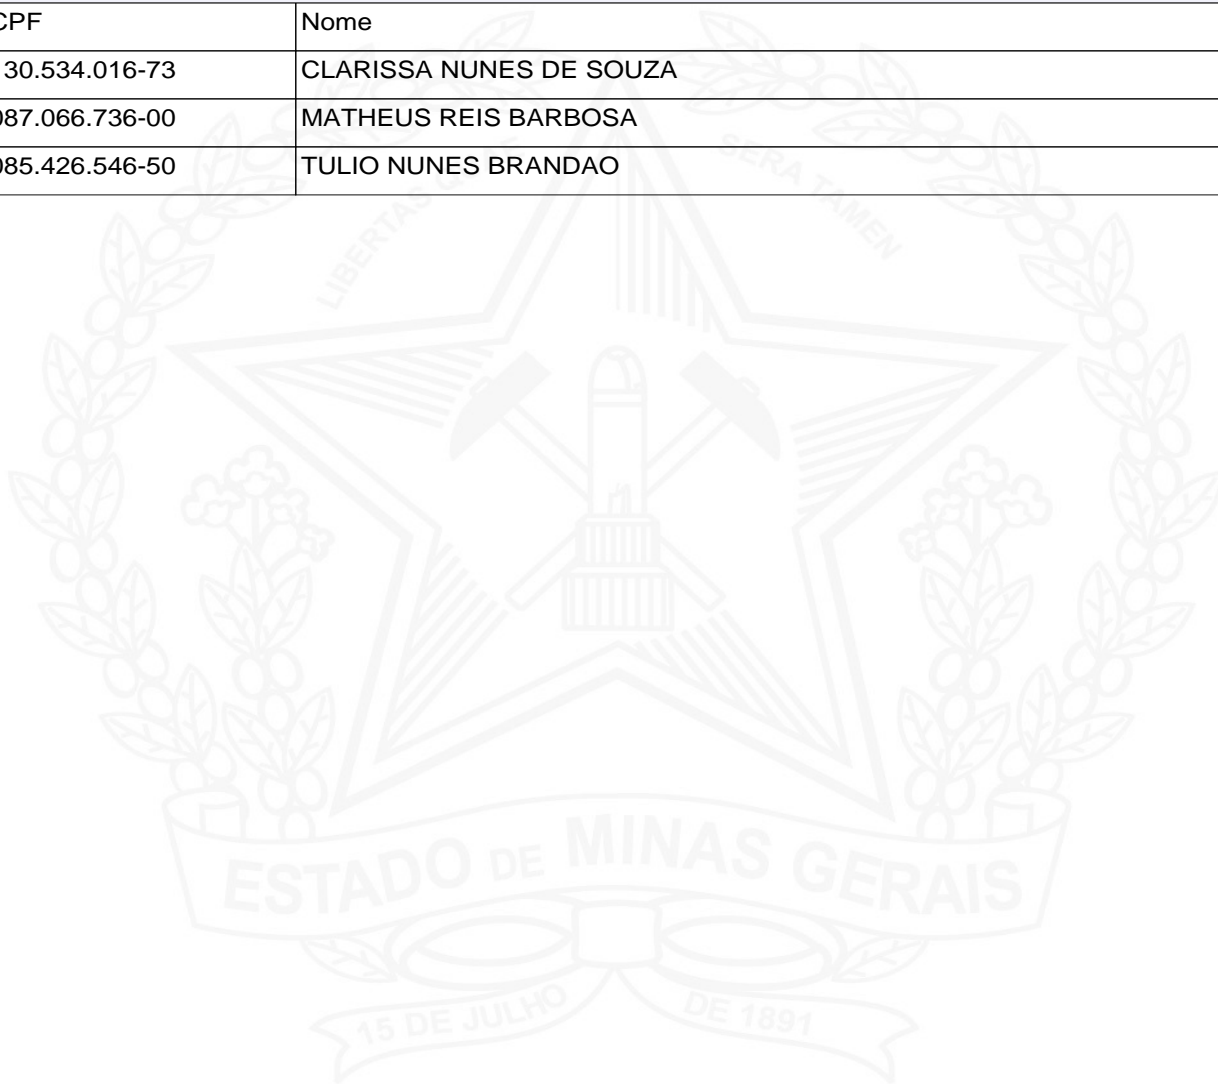 CPF Nome
30.534.016-73 CLARISSA NUNES DE SOUZA
087.066.736-00 MATHEUS REIS BARBOSA
085.426.546-50 TULIO NUNES BRANDAO
LIBERTAS QUAE SERA TAMEN
ESTADO DE MINAS GERAIS
15 DE JULHO DE 1891